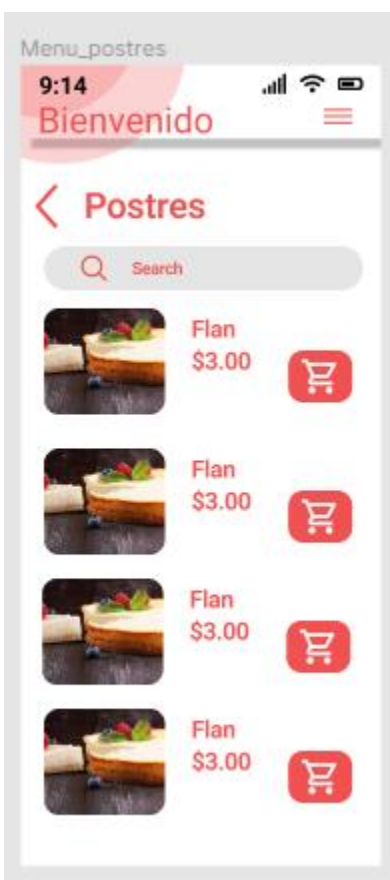 Menu_postres
9:14
Bienvenido
Postres
Search
Flan
$3.00
Flan
$3.00
Flan
$3.00
Flan
$3.00